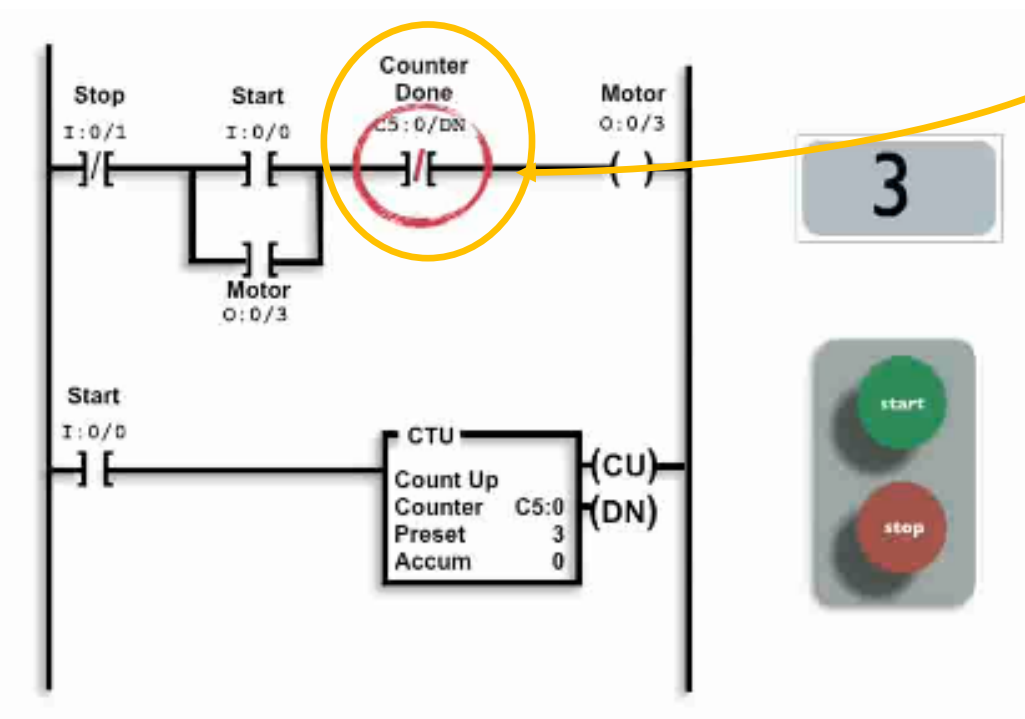 Stop
I:0/1
Start
I:0/0
Counter
Done
C5:0/DN
Motor
O:0/3
3
Motor
O:0/3
Start
I:0/0
CTU
Count Up
Counter C5:0
Preset 3
Accum 0
(CU)
(DN)
start
stop